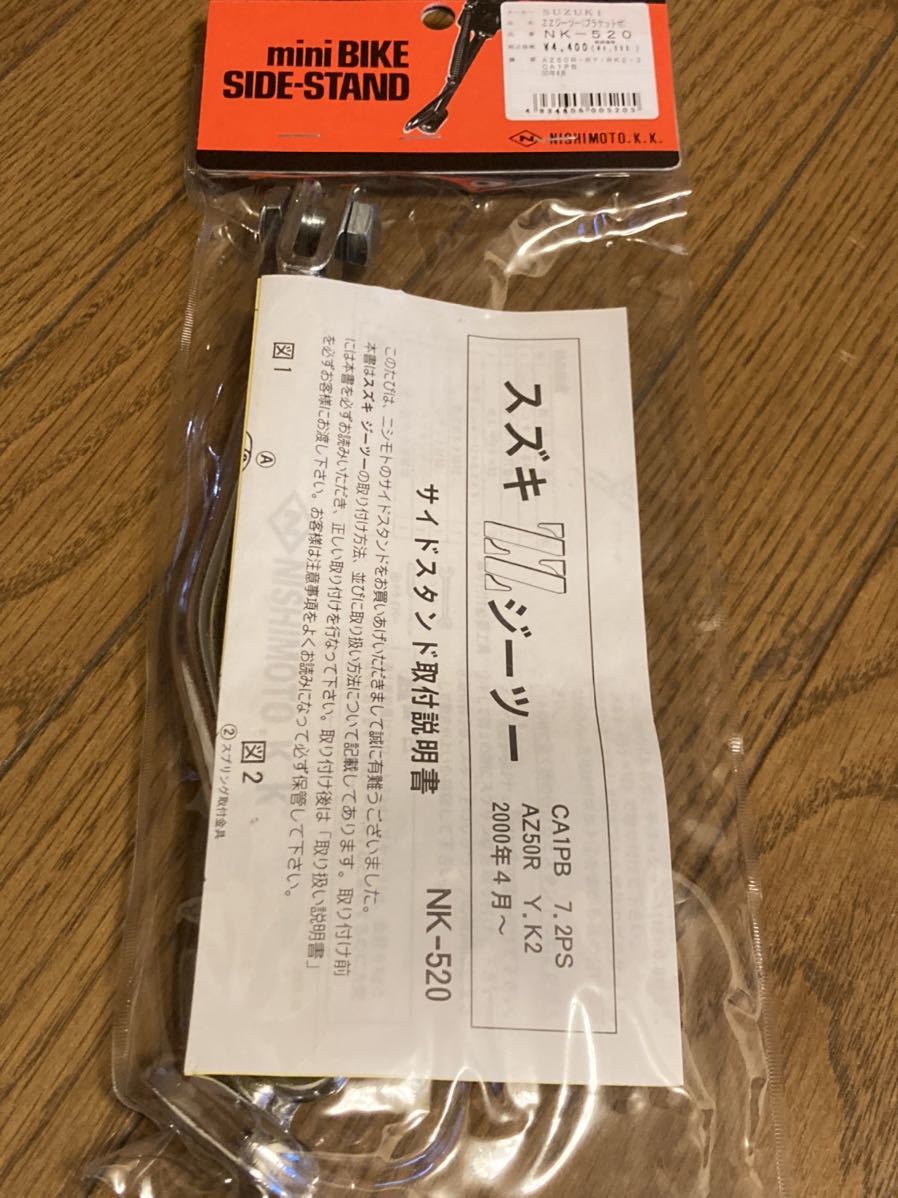 mini BIKE
SIDE-STAND
SUZUKI
ZZジーツー(ブラケット付)
NK-520
¥4,400
CA1PB
4934656005205
NISHIMOTO.K.K.
スズキ ZZ ジーツー
CA1PB 7.2PS
AZ50R Y.K2
2000年4月～
サイドスタンド取付説明書 NK-520
このたびは、ニシモトのサイドスタンドをお買いあげいただきまして誠に有難うございました。
本書はスズキ ジーツーの取り付け方法、並びに取り扱い方法について記載してあります。取り付け前
には本書を必ずお読みいただき、正しい取り付けを行なって下さい。取り付け後は「取り扱い説明書」
を必ずお客様にお渡し下さい。お客様は注意事項をよくお読みになって必ず保管して下さい。
図1
A
図2
②スプリング取付金具
NISHIMOTO